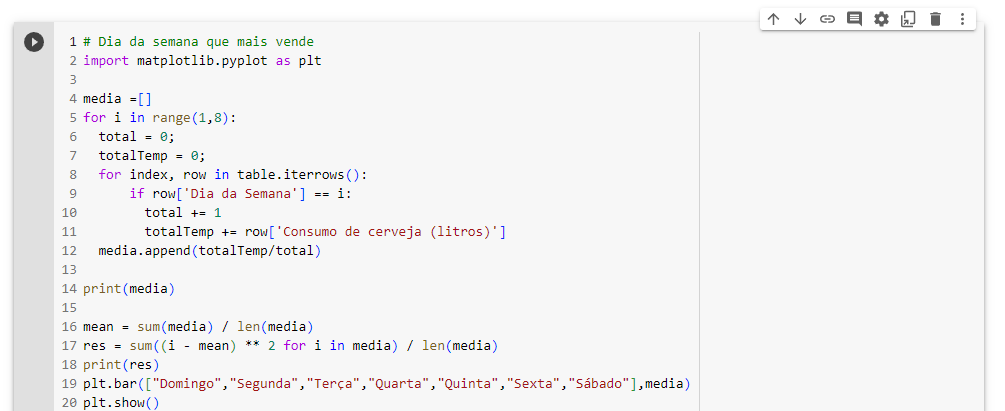 1 # Dia da semana que mais vende
2 import matplotlib.pyplot as plt
3
4 media =[]
5 for i in range(1,8):
6   total = 0;
7   totalTemp = 0;
8   for index, row in table.iterrows():
9       if row['Dia da Semana'] == i:
10         total += 1
11         totalTemp += row['Consumo de cerveja (litros)']
12   media.append(totalTemp/total)
13
14 print(media)
15
16 mean = sum(media) / len(media)
17 res = sum((i - mean) ** 2 for i in media) / len(media)
18 print(res)
19 plt.bar(["Domingo","Segunda","Terça","Quarta","Quinta","Sexta","Sábado"],media)
20 plt.show()